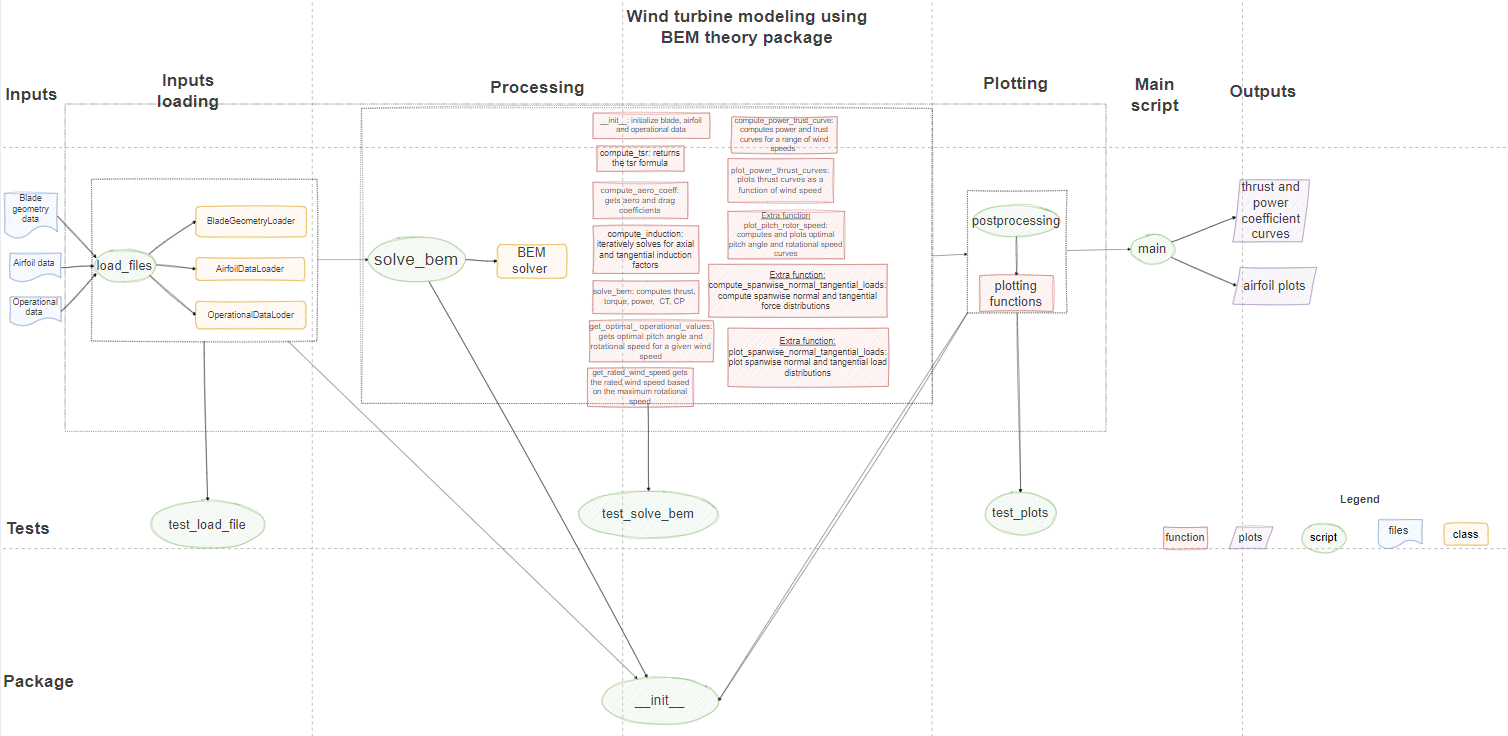 Wind turbine modeling using
BEM theory package
Inputs
Inputs
loading
Processing
Plotting
Main
script
Outputs
Blade
geometry
data
Airfoil data
Operational
data
load_files
BladeGeometryLoader
AirfoilDataLoader
OperationalDataLoder
solve_bem
BEM
solver
__init__: initialize blade, airfoil
and operational data
compute_tsr: returns
the tsr formula
compute_aero_coeff:
gets aero and drag
coefficients
compute_induction:
iteratively solves for axial
and tangential induction
factors
solve_bem: computes thrust,
torque, power, CT, CP
get_optimal_ operational_values:
gets optimal pitch angle and
rotational speed for a given wind
speed
get_rated_wind_speed:gets
the rated wind speed based
on the maximum rotational
speed
compute_power_trust_curve:
computes power and trust
curves for a range of wind
speeds
plot_power_thrust_curves:
plots thrust curves as a
function of wind speed
Extra function
plot_pitch_rotor_speed:
computes and plots optimal
pitch angle and rotational speed
curves
Extra function:
compute_spanwise_normal_tangential_loads:
compute spanwise normal and tangential
force distributions
Extra function:
plot_spanwise_normal_tangential_loads:
plot spanwise normal and tangential load
distributions
postprocessing
plotting
functions
main
thrust and
power
coefficient
curves
airfoil plots
Tests
test_load_file
test_solve_bem
test_plots
Legend
function
plots
script
files
class
Package
__init__